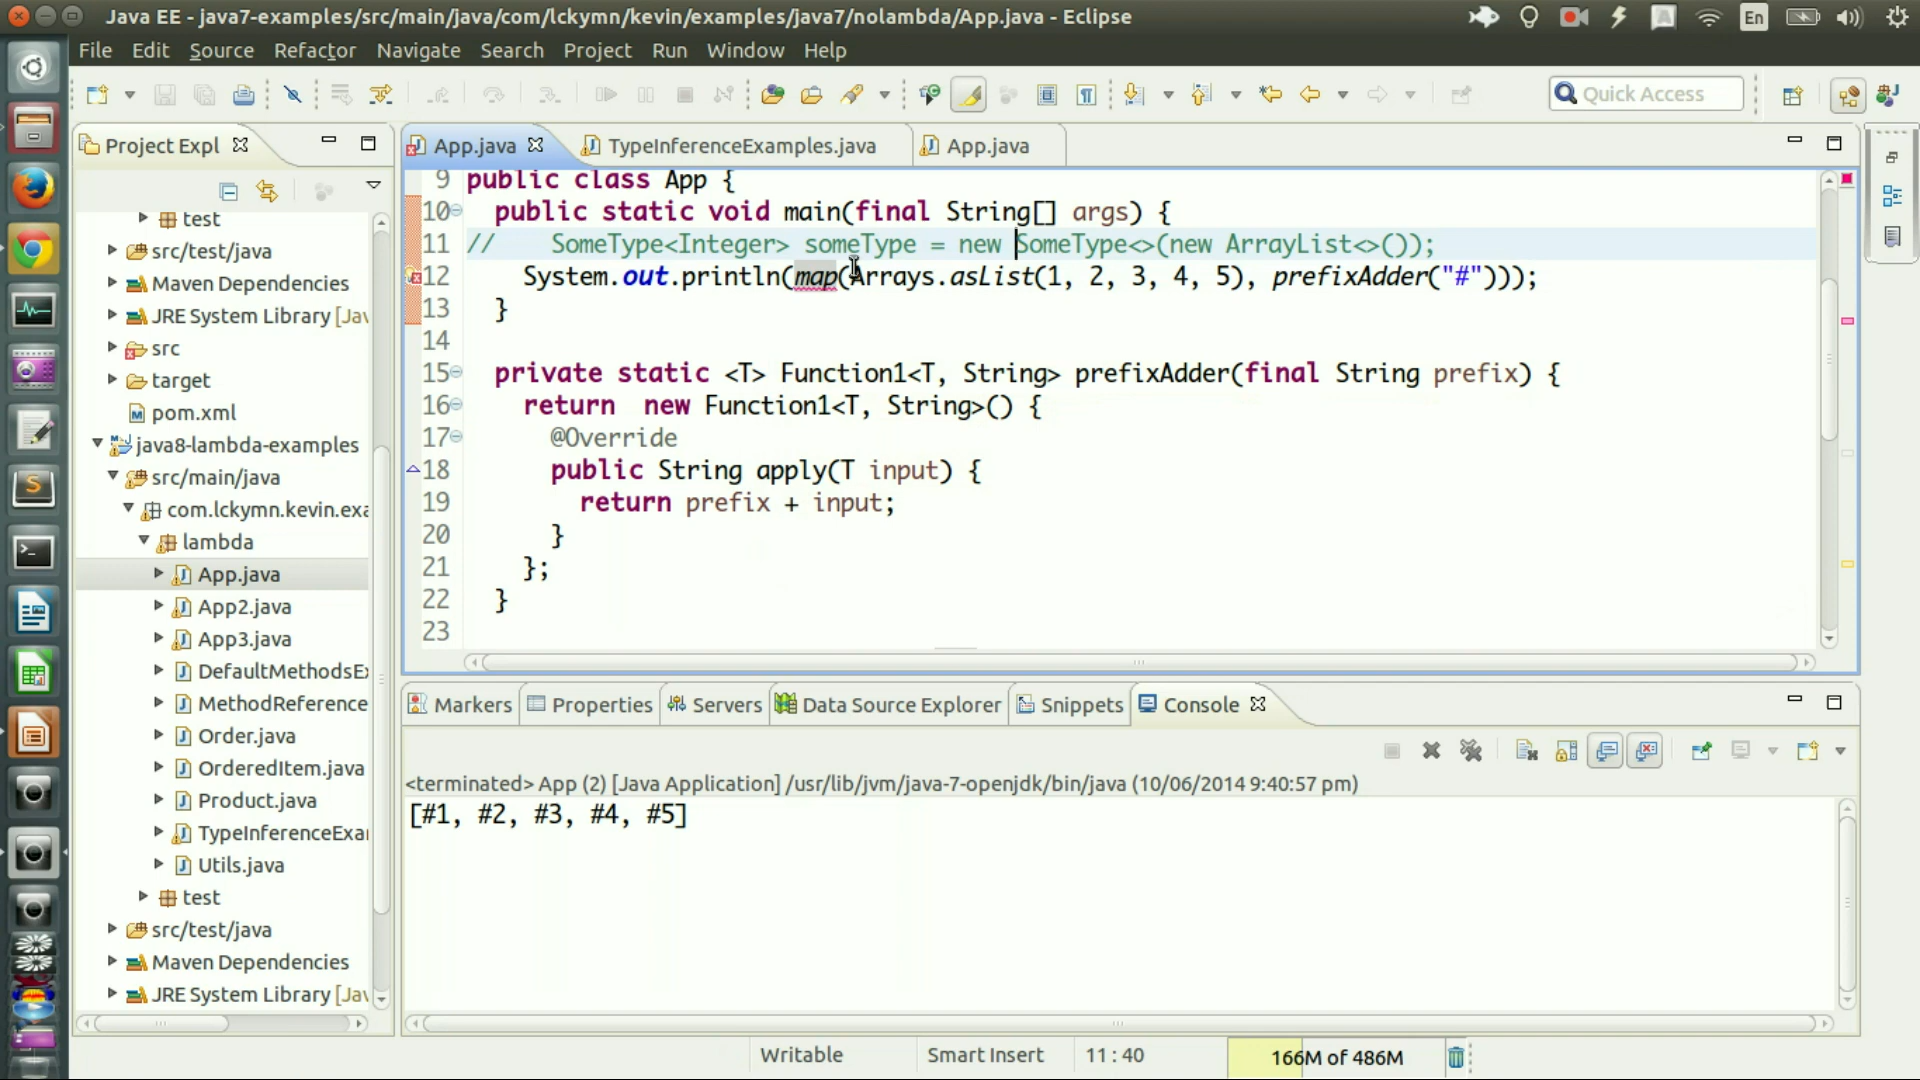 Java EE - java7-examples/src/main/java/com/lckymn/kevin/examples/java7/nolambda/App.java - Eclipse
En
File Edit Source Refactor Navigate Search Project Run Window Help
Quick Access
Project Expl
App.java
TypeInferenceExamples.java
App.java
test
src/test/java
Maven Dependencies
JRE System Library [Jav
src
target
pom.xml
java8-lambda-examples
src/main/java
com.lckymn.kevin.exa
lambda
App.java
App2.java
App3.java
DefaultMethodsEx
MethodReference
Order.java
OrderedItem.java
Product.java
TypeInferenceExa
Utils.java
test
src/test/java
Maven Dependencies
JRE System Library [Jav
9 public class App {
10 public static void main(final String[] args) {
11 // SomeType<Integer> someType = new SomeType<>(new ArrayList<>());
12 System.out.println(map(Arrays.asList(1, 2, 3, 4, 5), prefixAdder("#")));
13 }
14
15 private static <T> Function1<T, String> prefixAdder(final String prefix) {
16 return  new Function1<T, String>() {
17 @Override
18 public String apply(T input) {
19 return prefix + input;
20 }
21 };
22 }
23
Markers Properties Servers Data Source Explorer Snippets Console
<terminated> App (2) [Java Application] /usr/lib/jvm/java-7-openjdk/bin/java (10/06/2014 9:40:57 pm)
[#1, #2, #3, #4, #5]
Writable Smart Insert 11 : 40 166M of 486M